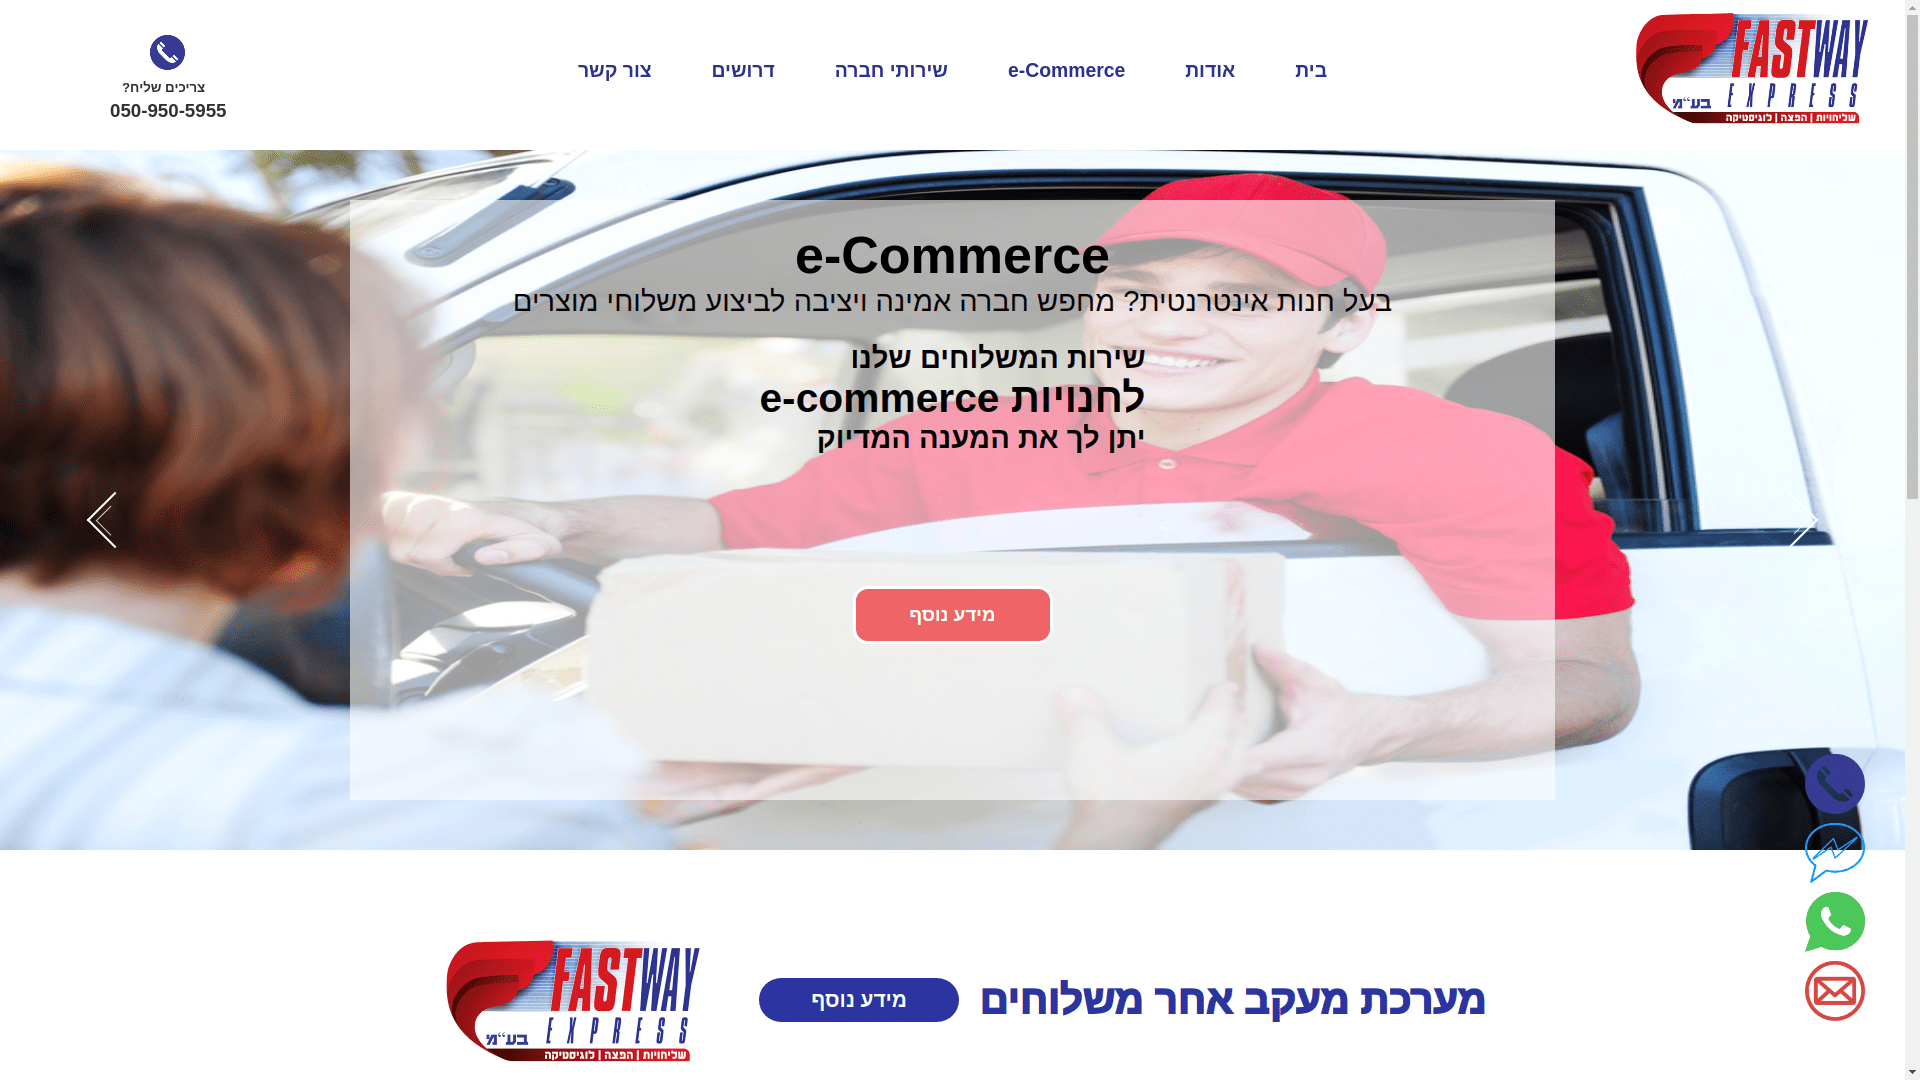 FASTWAY
EXPRESS
בע"מ
שליחויות | הפצה | לוגיסטיקה
בית
אודות
e-Commerce
שירותי חברה
דרושים
צור קשר
צריכים שליח?
050-950-5955
e-Commerce
בעל חנות אינטרנטית? מחפש חברה אמינה ויציבה לביצוע משלוחי מוצרים
שירות המשלוחים שלנו
לחנויות e-commerce
יתן לך את המענה המדויק
מידע נוסף
מערכת מעקב אחר משלוחים
מידע נוסף
FASTWAY
EXPRESS
בע"מ
שליחויות | הפצה | לוגיסטיקה